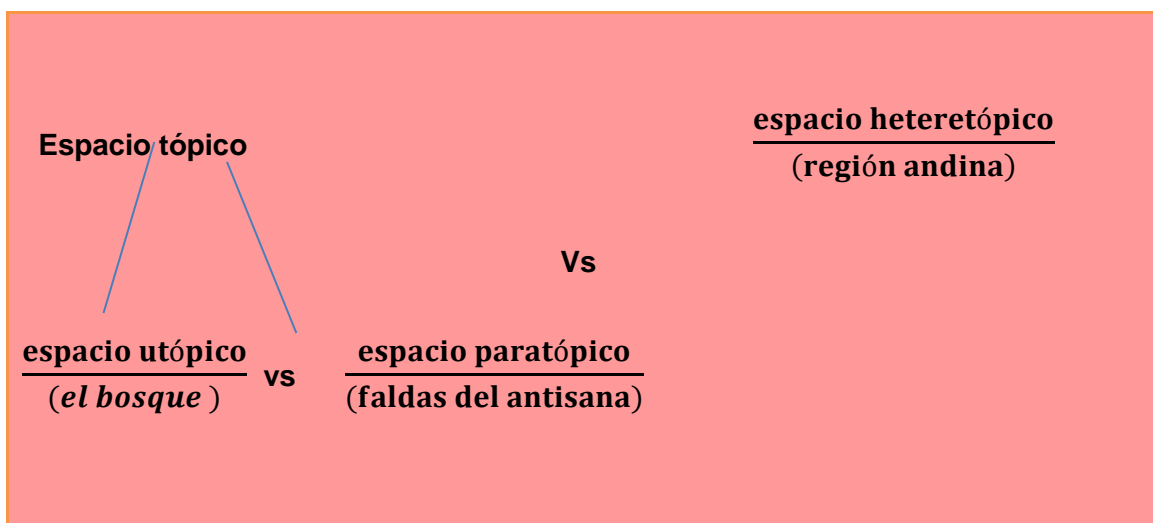 espacio heteretópico
(región andina)
Espacio tópico
Vs
espacio utópico
(el bosque )
vs
espacio paratópico
(faldas del antisana)